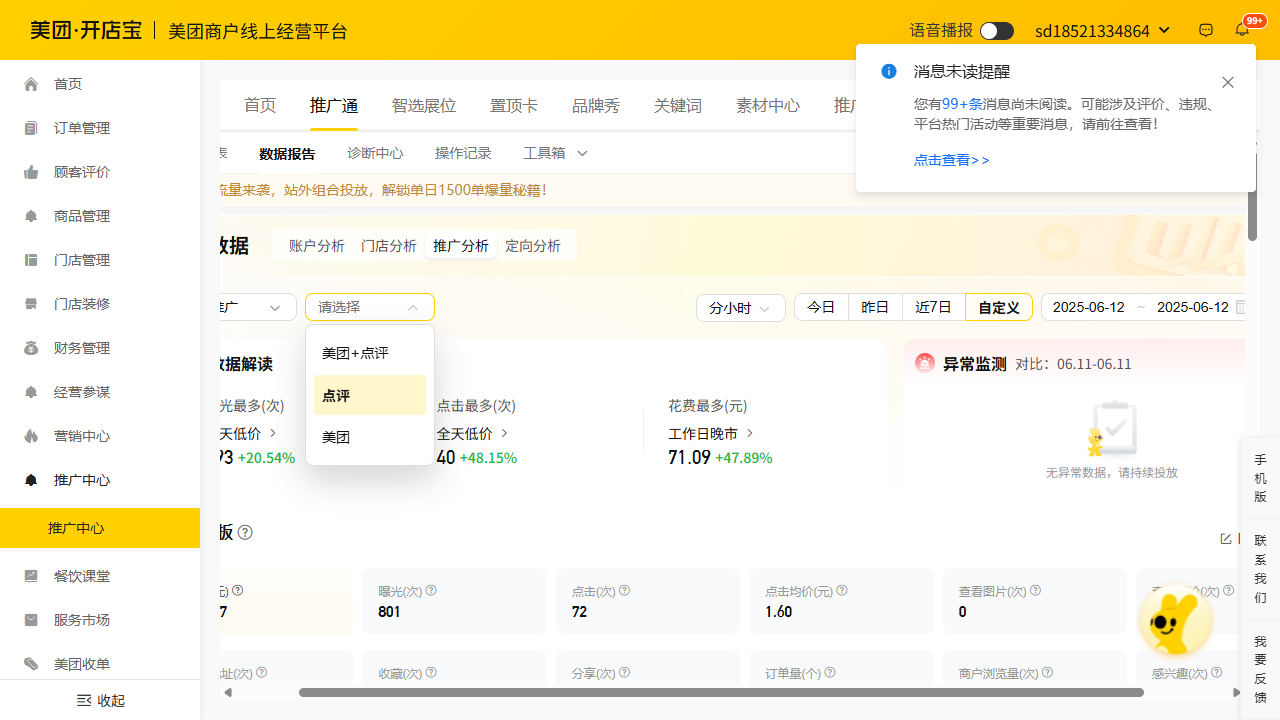 美团·开店宝
美团商户线上经营平台
语音播报
sd18521334864
99+
消息未读提醒
您有99+条消息尚未阅读。可能涉及评价、违规、
平台热门活动等重要消息，请前往查看！
点击查看>>
首页
订单管理
顾客评价
商品管理
门店管理
门店装修
财务管理
经营参谋
营销中心
推广中心
推广中心
餐饮课堂
服务市场
美团收单
收起
首页
推广通
智选展位
置顶卡
品牌秀
关键词
素材中心
推广
表
数据报告
诊断中心
操作记录
工具箱
流量来袭，站外组合投放，解锁单日1500单爆量秘籍！
数据
账户分析
门店分析
推广分析
定向分析
推广
请选择
分小时
今日
昨日
近7日
自定义
2025-06-12
~
2025-06-12
美团+点评
点评
美团
数据解读
光最多(次)
天低价 >
93 +20.54%
点击最多(次)
全天低价 >
40 +48.15%
花费最多(元)
工作日晚市 >
71.09 +47.89%
异常监测
对比：06.11-06.11
无异常数据，请持续投放
板
元)
7
曝光(次)
801
点击(次)
72
点击均价(元)
1.60
查看图片(次)
0
(次)
址(次)
收藏(次)
分享(次)
订单量(个)
商户浏览量(次)
感兴趣(次)
手机版
联系我们
我要反馈